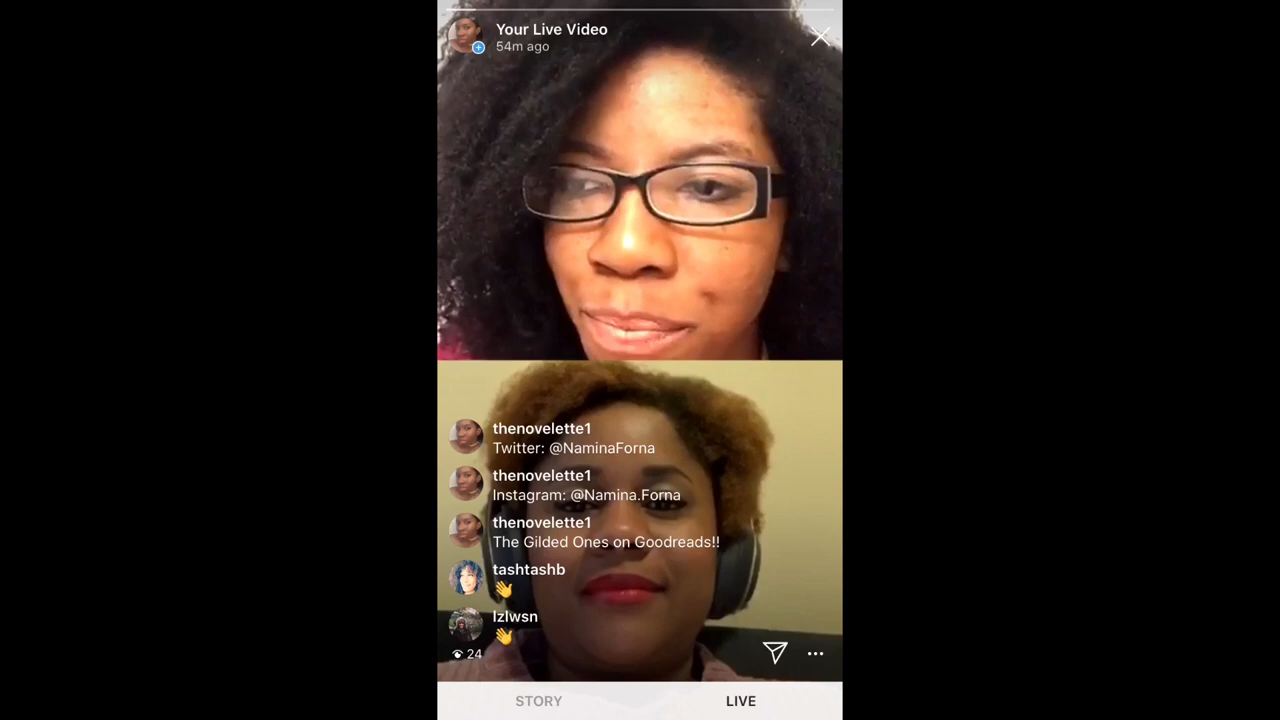 Your Live Video
54m ago
thenovelette1
Twitter: @NaminaForna
thenovelette1
Instagram: @Namina.Forna
thenovelette1
The Gilded Ones on Goodreads!!
tashtashb
👋
lzlwsn
👋
24
STORY
LIVE